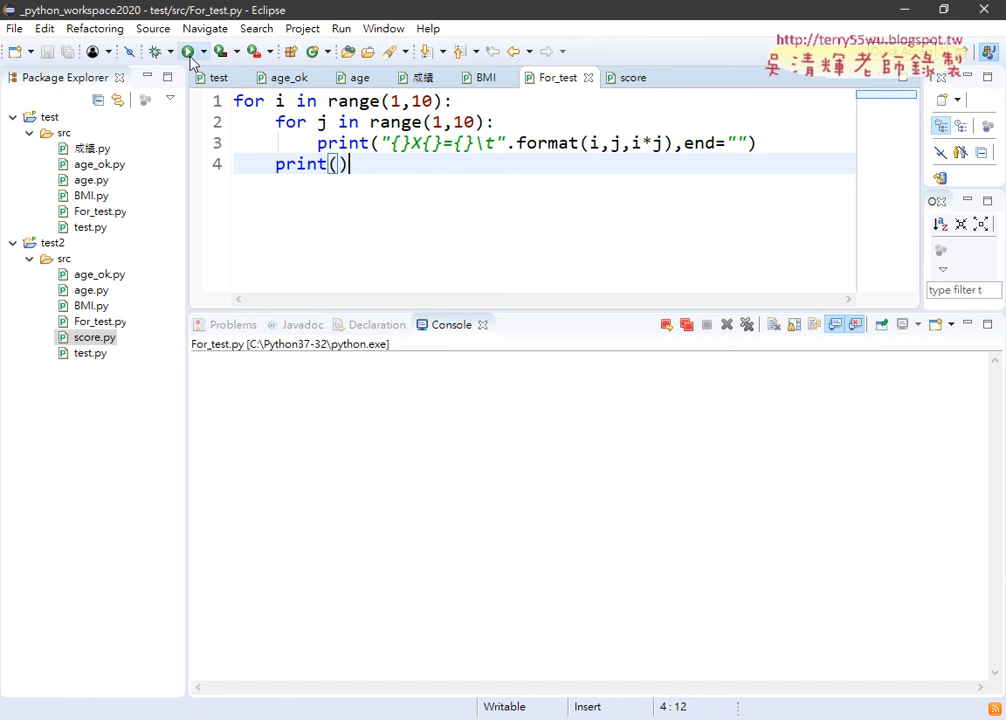 _python_workspace2020 - test/src/For_test.py - Eclipse
File Edit Refactoring Source Navigate Search Project Run Window Help
http://terry55wu.blogspot.tw
吳清輝老師錄製
Package Explorer
test age_ok age 成績 BMI For_test score
test
src
成績.py
age_ok.py
age.py
BMI.py
For_test.py
test.py
test2
src
age_ok.py
age.py
BMI.py
For_test.py
score.py
test.py
1 for i in range(1,10):
2 for j in range(1,10):
3 print("{}X{}={}\t".format(i,j,i*j),end="")
4 print()
type filter t
Problems Javadoc Declaration Console
For_test.py [C:\Python37-32\python.exe]
Writable Insert 4 : 12